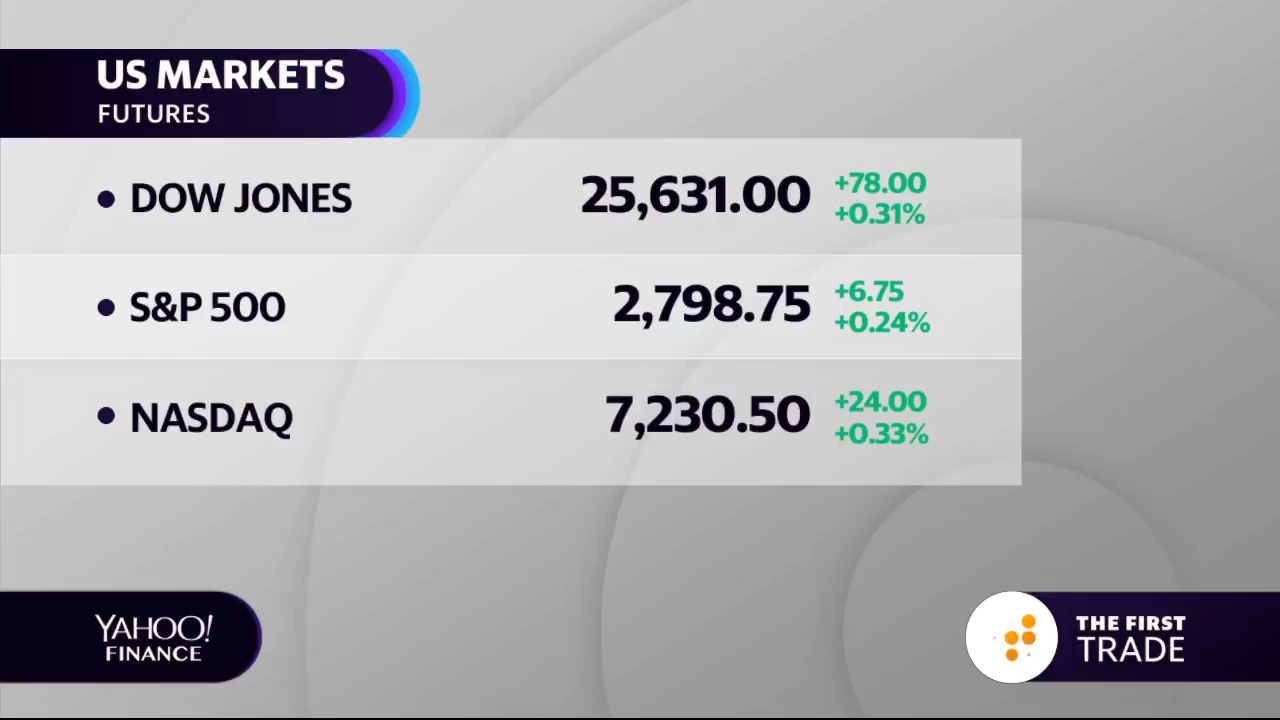 US MARKETS
FUTURES
• DOW JONES 25,631.00 +78.00
+0.31%
• S&P 500 2,798.75 +6.75
+0.24%
• NASDAQ 7,230.50 +24.00
+0.33%
YAHOO!
FINANCE
THE FIRST
TRADE